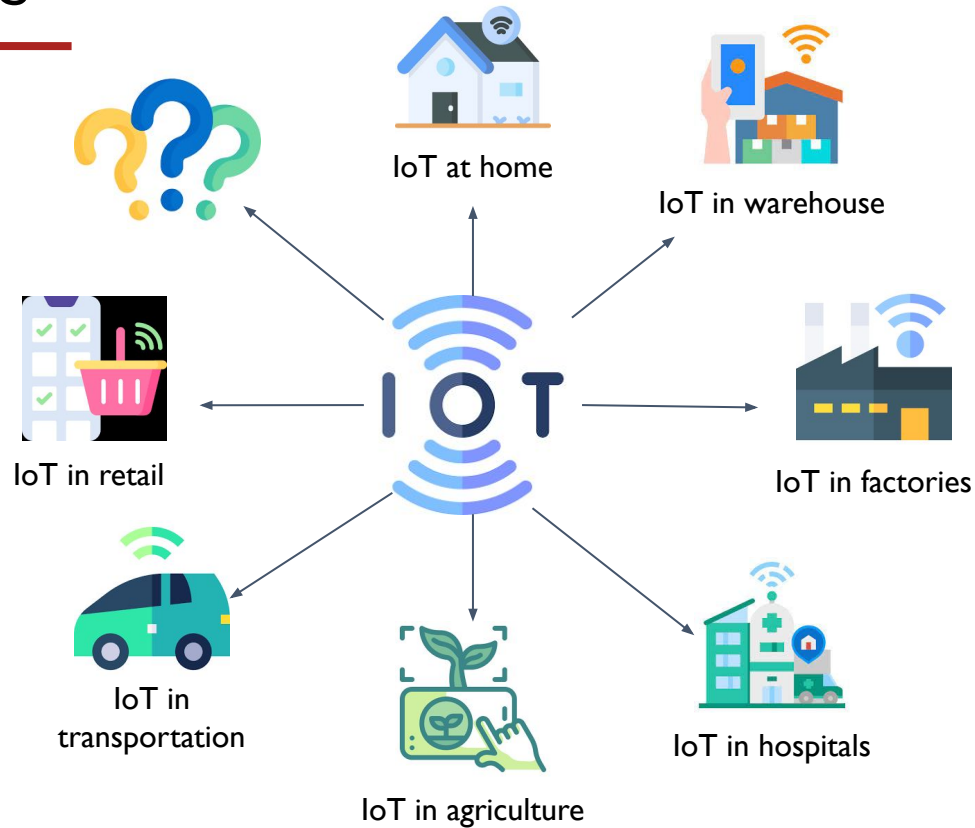 IoT at home
IoT in warehouse
IOT
IoT in retail
IoT in factories
IoT in
transportation
IoT in hospitals
IoT in agriculture